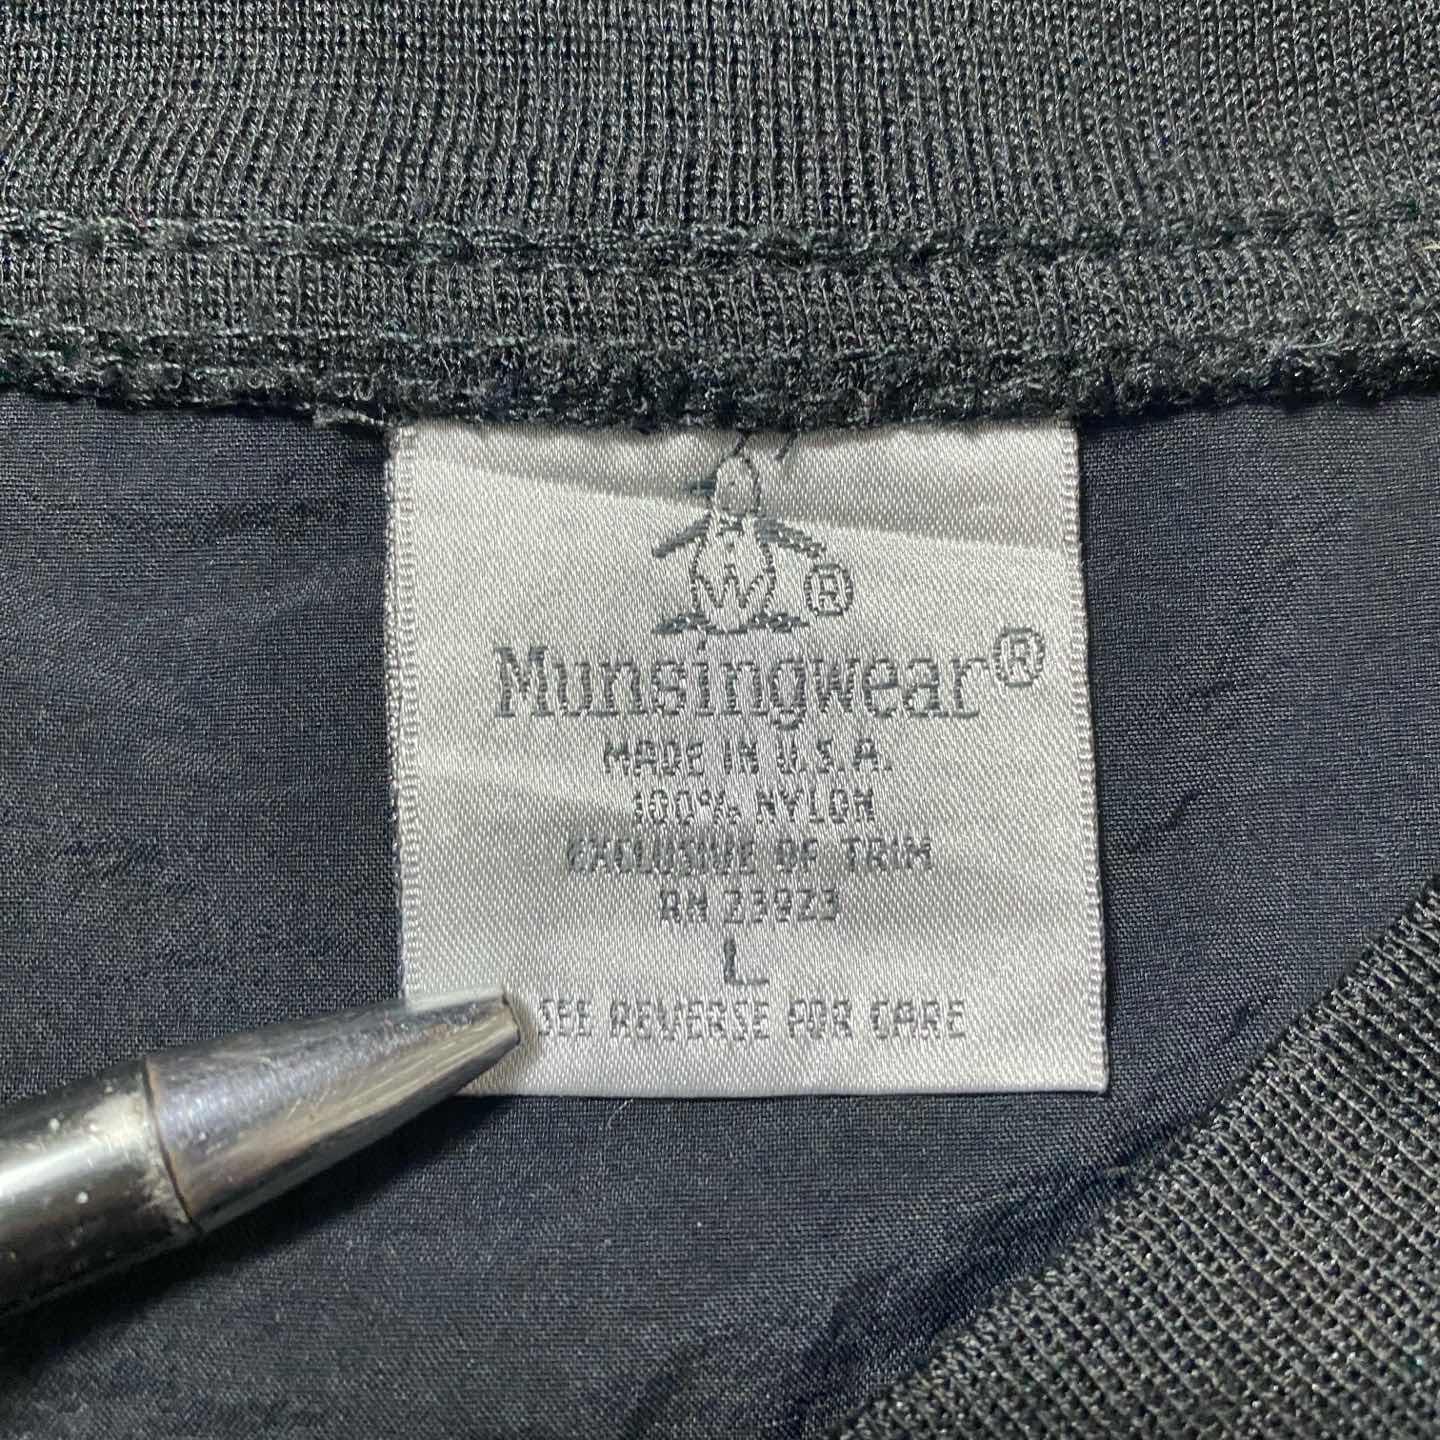 W ®
Munsingwear®
MADE IN U.S.A.
100% NYLON
EXCLUSIVE OF TRIM
RN 23923
L
SEE REVERSE FOR CARE